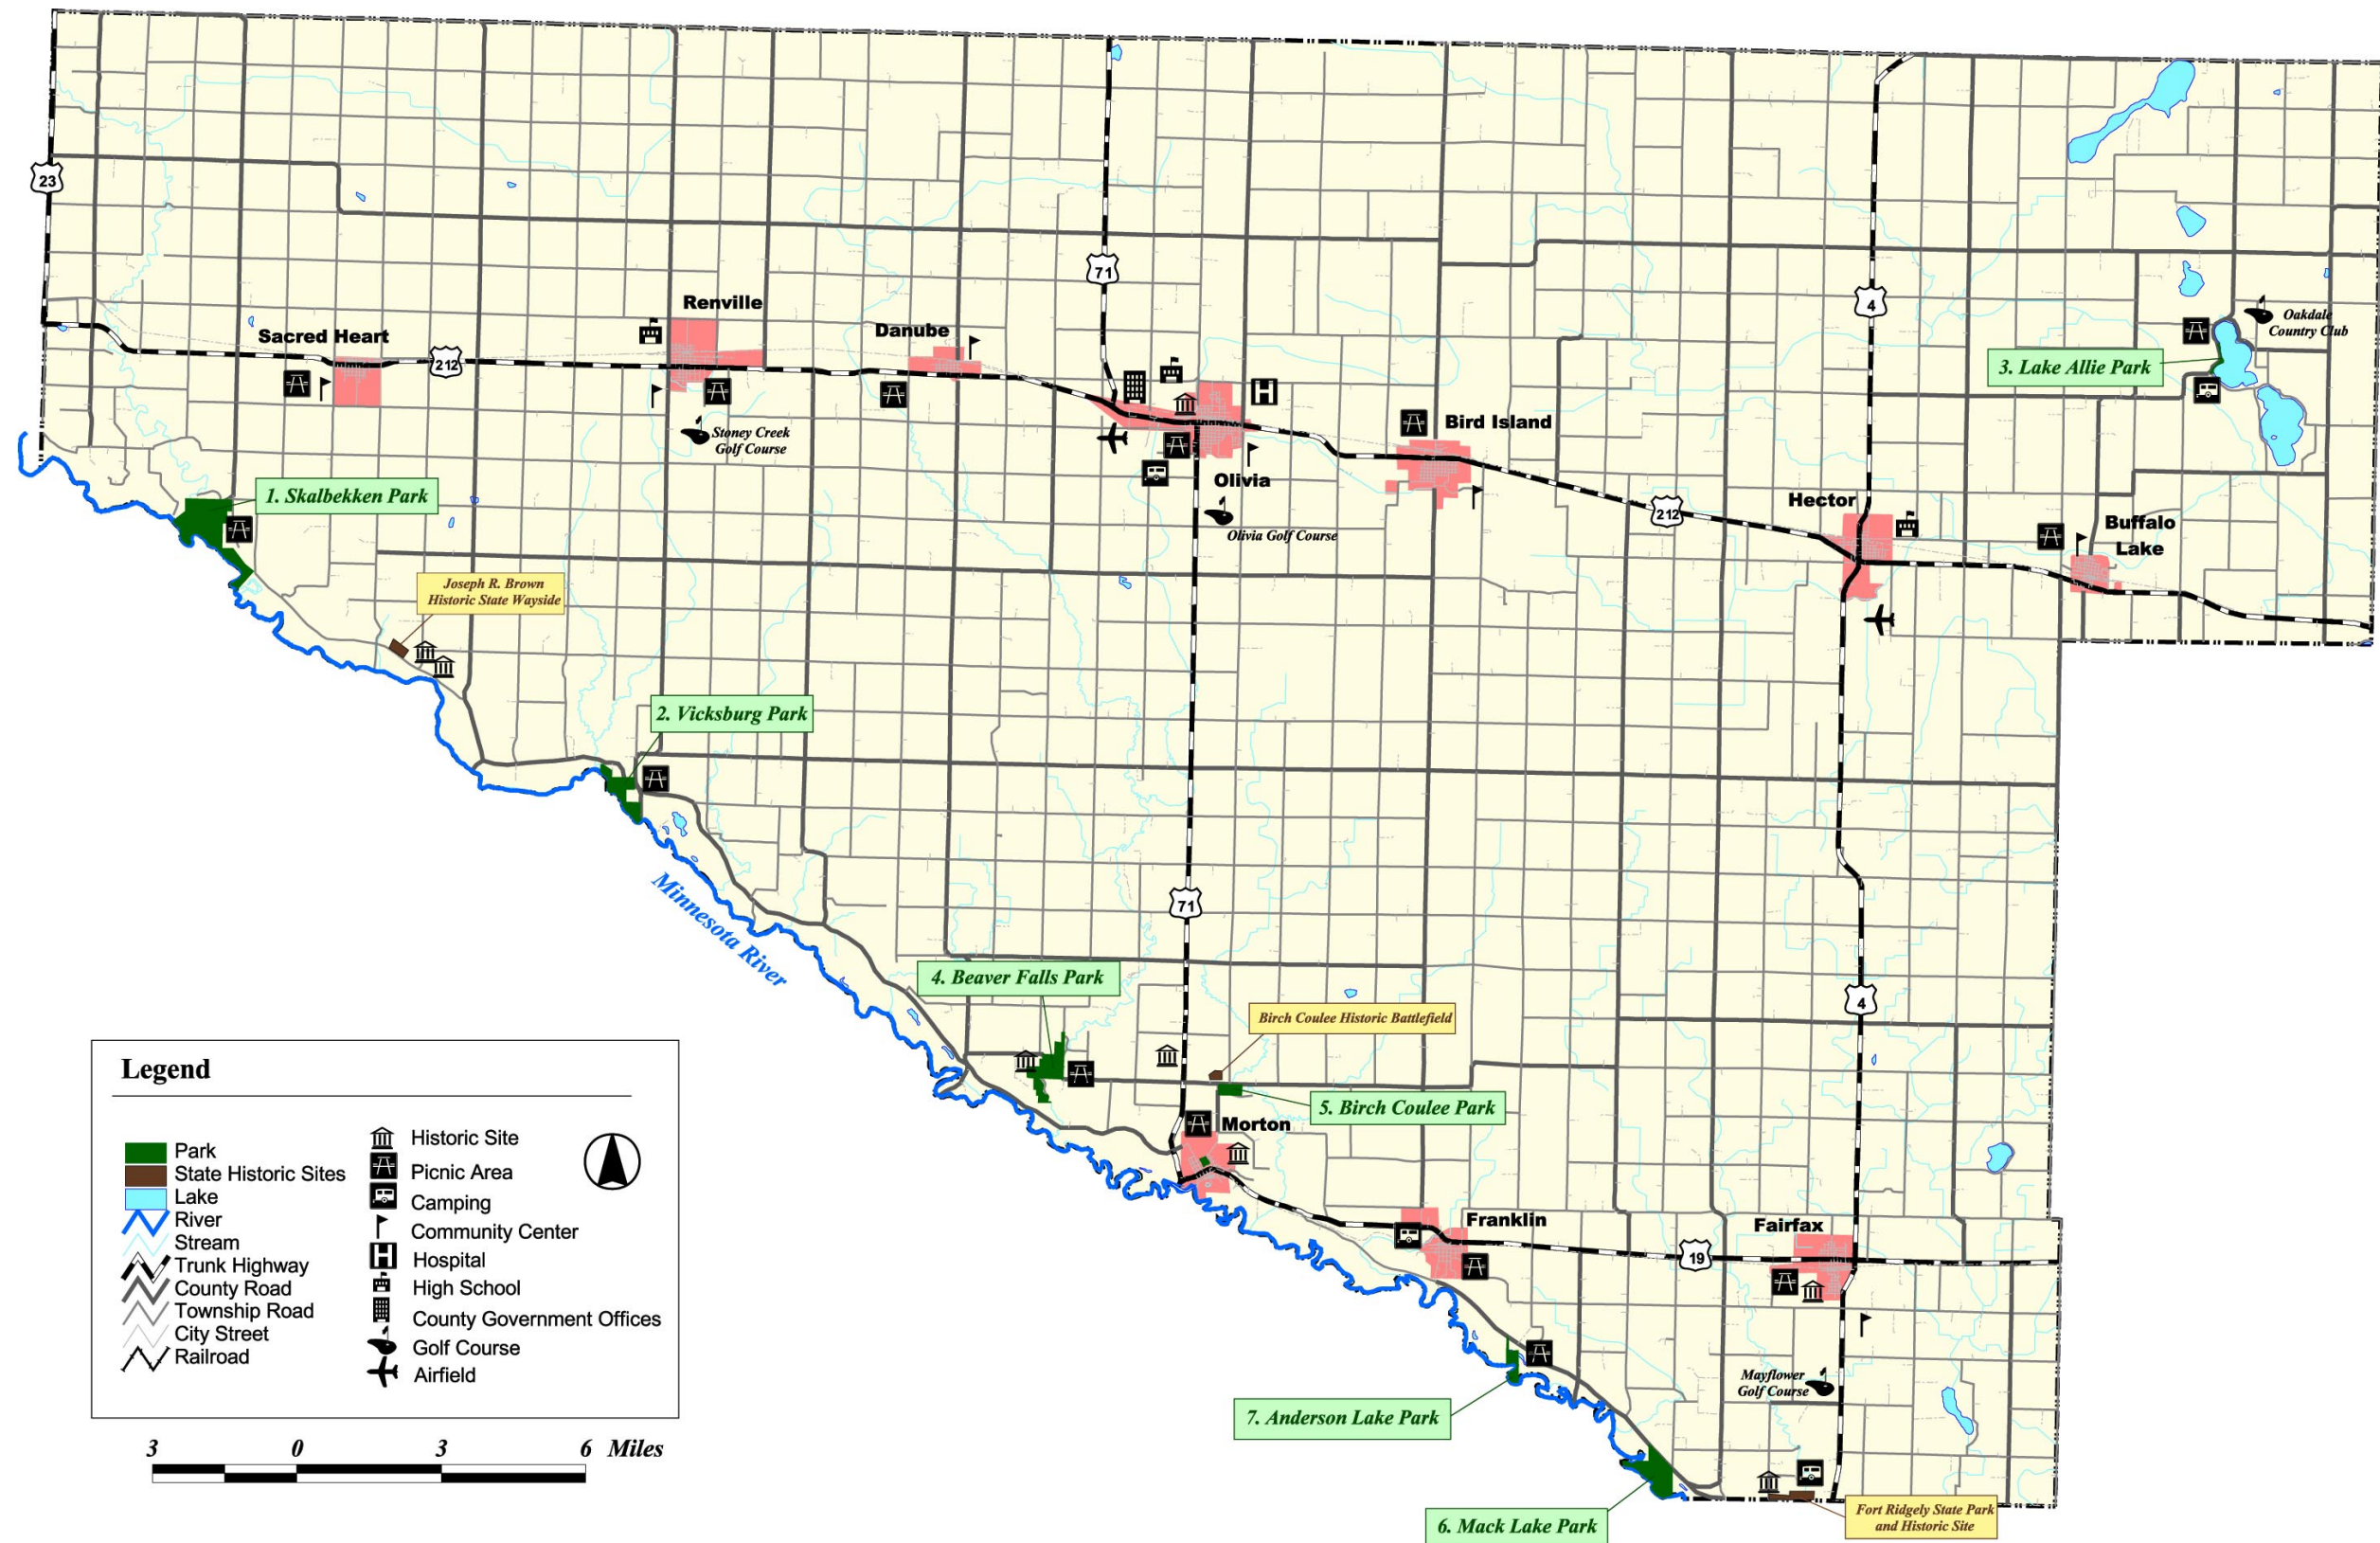 23
71
4
Renville
Sacred Heart
212
Danube
Oakdale
Country Club
3. Lake Allie Park
Stoney Creek
Golf Course
Bird Island
Olivia
Olivia Golf Course
212
Hector
Buffalo
Lake
1. Skalbekken Park
Joseph R. Brown
Historic State Wayside
2. Vicksburg Park
Minnesota River
71
4. Beaver Falls Park
Birch Coulee Historic Battlefield
4
5. Birch Coulee Park
Morton
Franklin
Fairfax
19
Mayflower
Golf Course
7. Anderson Lake Park
6. Mack Lake Park
Fort Ridgely State Park
and Historic Site
Legend
Park
State Historic Sites
Lake
River
Stream
Trunk Highway
County Road
Township Road
City Street
Railroad
Historic Site
Picnic Area
Camping
Community Center
H Hospital
High School
County Government Offices
Golf Course
Airfield
3 0 3 6 Miles
H